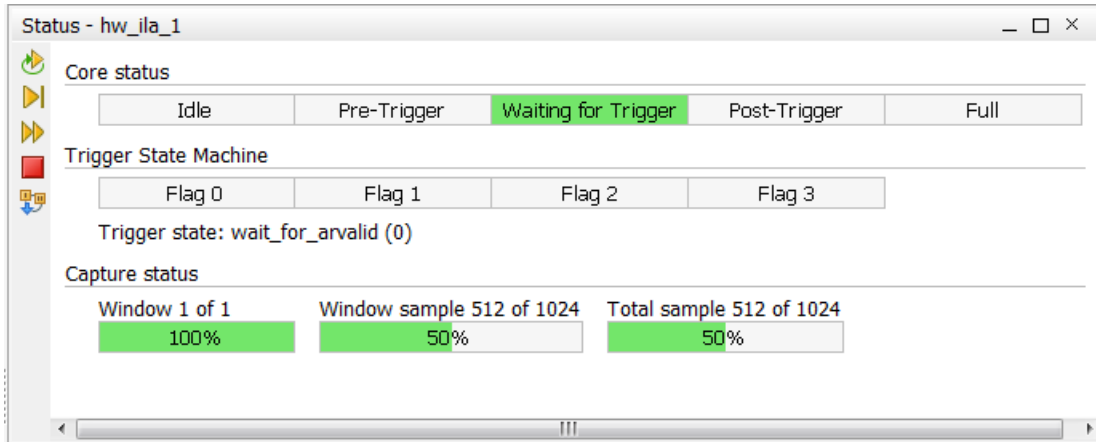 Status - hw_ila_1
Core status
Idle Pre-Trigger Waiting for Trigger Post-Trigger Full
Trigger State Machine
Flag 0 Flag 1 Flag 2 Flag 3
Trigger state: wait_for_arvalid (0)
Capture status
Window 1 of 1 Window sample 512 of 1024 Total sample 512 of 1024
100% 50% 50%